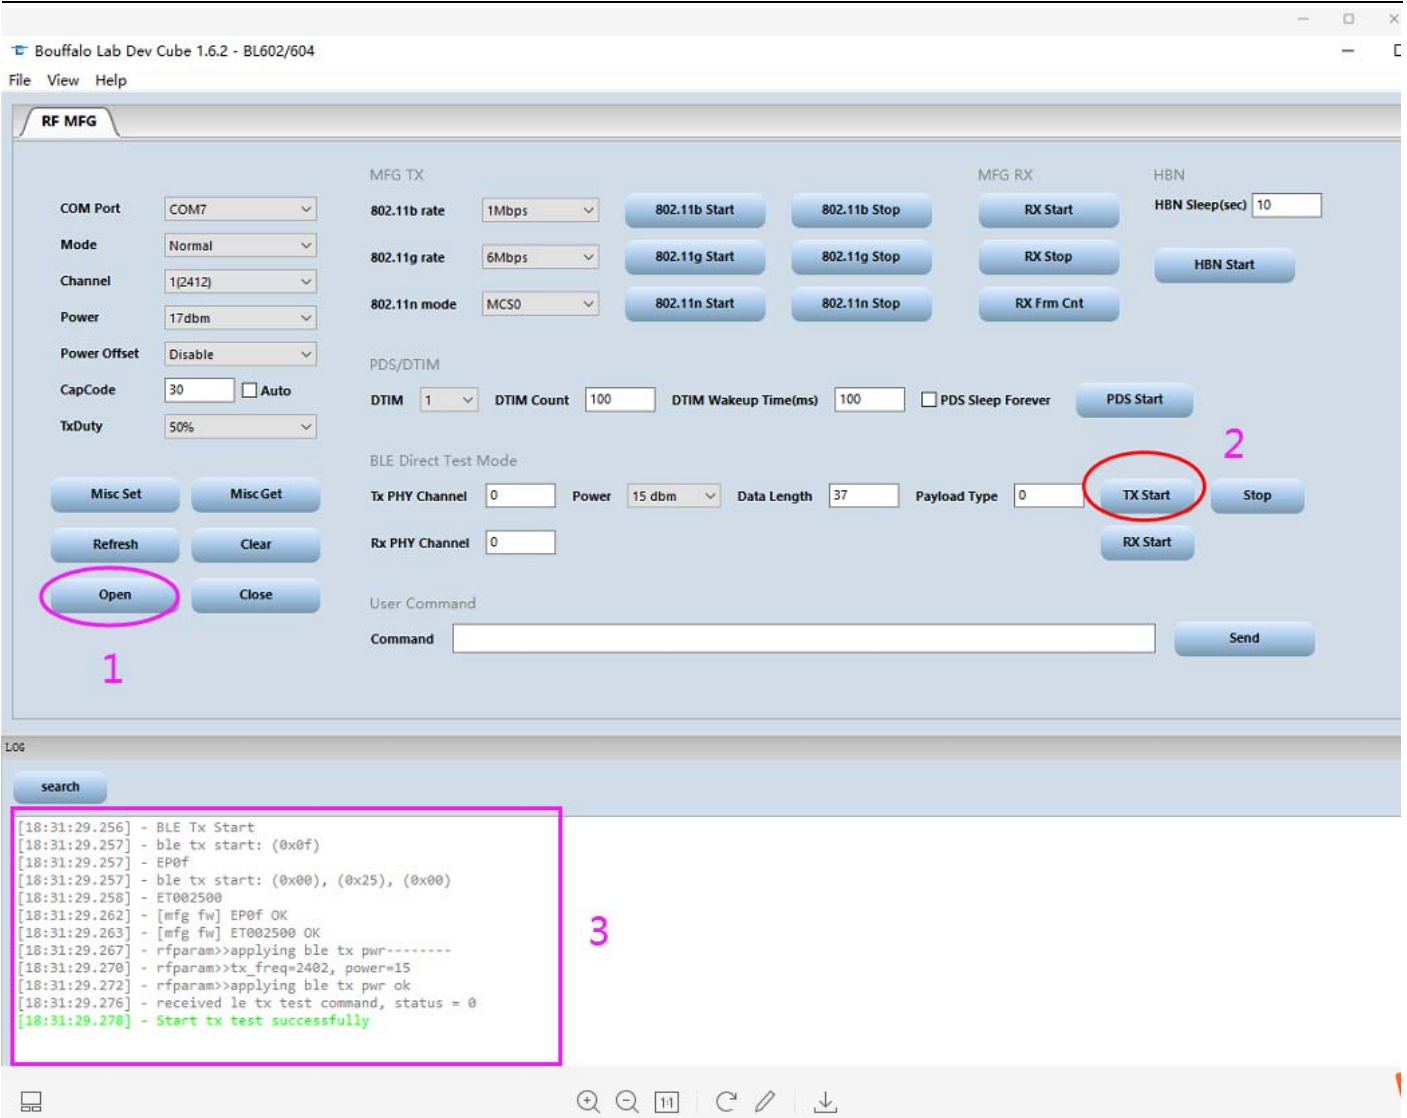 Bouffalo Lab Dev Cube 1.6.2 - BL602/604
File View Help
RF MFG
MFG TX MFG RX HBN
COM Port COM7 802.11b rate 1Mbps 802.11b Start 802.11b Stop RX Start HBN Sleep(sec) 10
Mode Normal 802.11g rate 6Mbps 802.11g Start 802.11g Stop RX Stop HBN Start
Channel 1(2412)
Power 17dbm 802.11n mode MCS0 802.11n Start 802.11n Stop RX Frm Cnt
Power Offset Disable
PDS/DTIM
CapCode 30 Auto DTIM 1 DTIM Count 100 DTIM Wakeup Time(ms) 100 PDS Sleep Forever PDS Start
TxDuty 50%
2
BLE Direct Test Mode
Misc Set Misc Get Tx PHY Channel 0 Power 15 dbm Data Length 37 Payload Type 0 TX Start Stop
Refresh Clear Rx PHY Channel 0 RX Start
Open Close
User Command
Command Send
1
LOG
search
[18:31:29.256] - BLE Tx Start
[18:31:29.257] - ble tx start: (0x0f)
[18:31:29.257] - EP0f
[18:31:29.257] - ble tx start: (0x00), (0x25), (0x00)
[18:31:29.258] - ET002500
[18:31:29.262] - [mfg fw] EP0f OK
[18:31:29.263] - [mfg fw] ET002500 OK
3
[18:31:29.267] - rfparam>>applying ble tx pwr--------
[18:31:29.270] - rfparam>>tx_freq=2402, power=15
[18:31:29.272] - rfparam>>applying ble tx pwr ok
[18:31:29.276] - received le tx test command, status = 0
[18:31:29.278] - Start tx test successfully
1:1